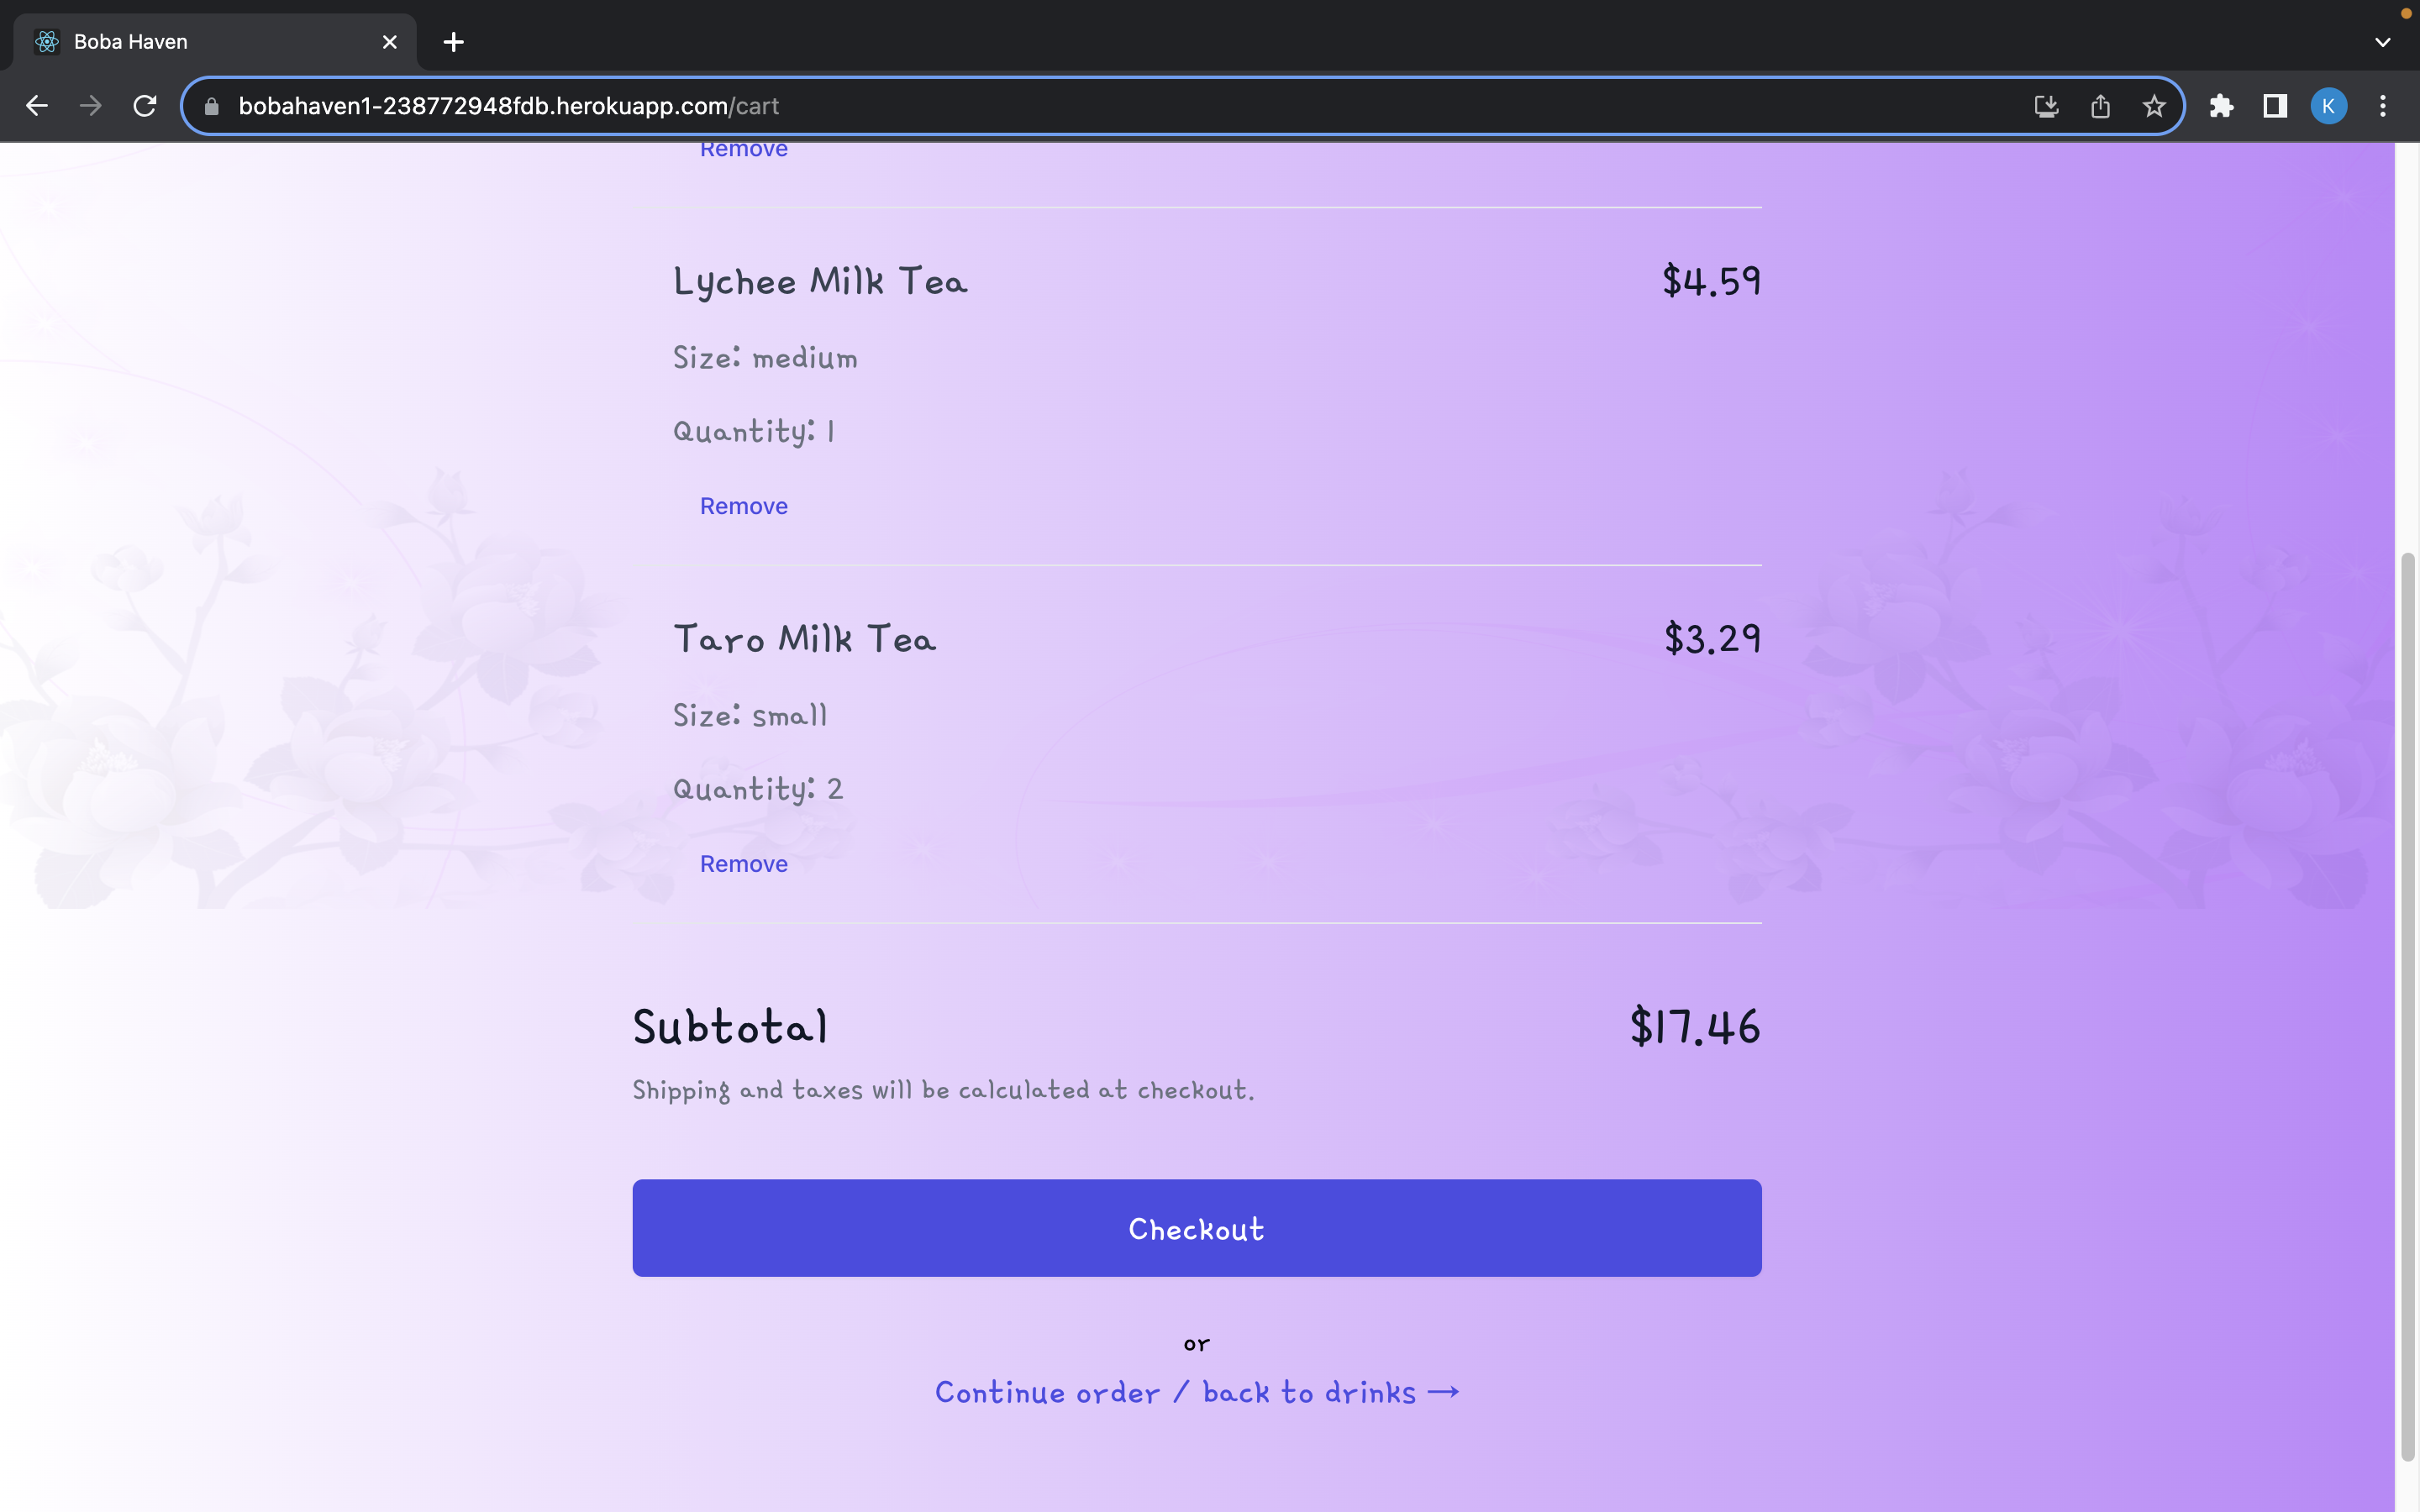 Boba Haven
bobahaven1-238772948fdb.herokuapp.com/cart
K
Remove
Lychee Milk Tea $4.59
Size: medium
Quantity: 1
Remove
Taro Milk Tea $3.29
Size: small
Quantity: 2
Remove
Subtotal $17.46
Shipping and taxes will be calculated at checkout.
Checkout
or
Continue order / back to drinks →